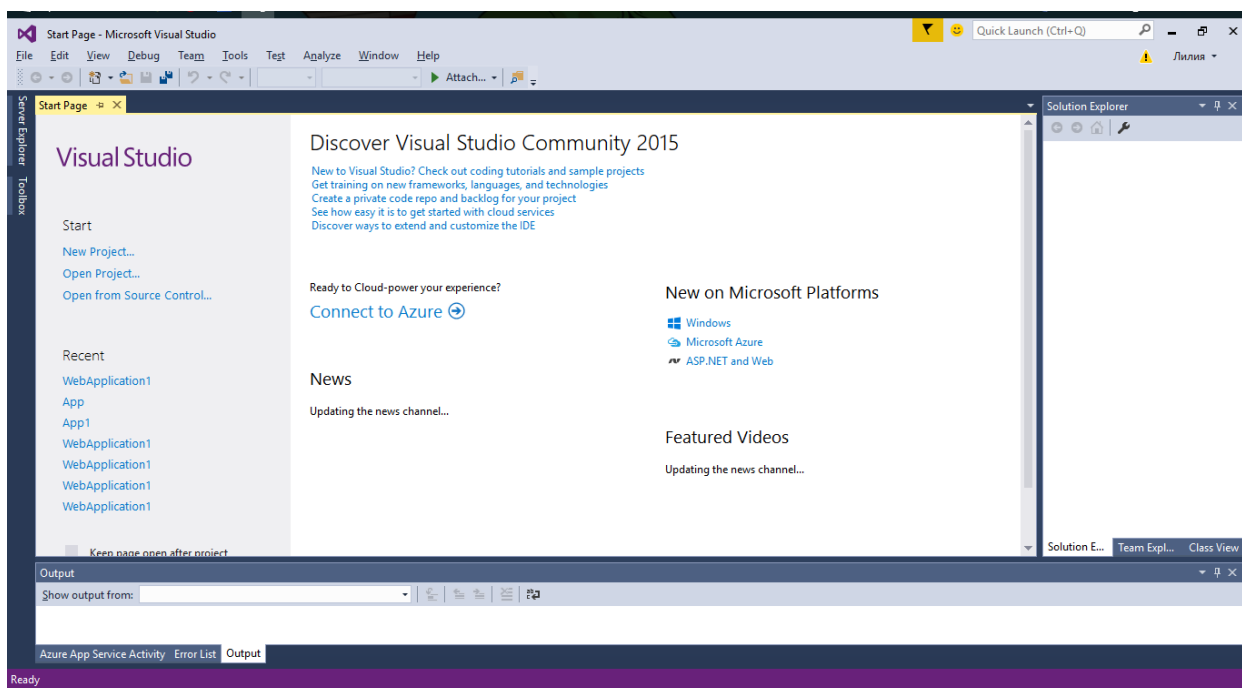 Start Page - Microsoft Visual Studio
Quick Launch (Ctrl+Q)
File Edit View Debug Team Tools Test Analyze Window Help
Лилия
Attach...
Server Explorer
Toolbox
Start Page
Visual Studio
Start
New Project...
Open Project...
Open from Source Control...
Recent
WebApplication1
App
App1
WebApplication1
WebApplication1
WebApplication1
WebApplication1
Keep page open after project
Discover Visual Studio Community 2015
New to Visual Studio? Check out coding tutorials and sample projects
Get training on new frameworks, languages, and technologies
Create a private code repo and backlog for your project
See how easy it is to get started with cloud services
Discover ways to extend and customize the IDE
Ready to Cloud-power your experience?
Connect to Azure
News
Updating the news channel...
New on Microsoft Platforms
Windows
Microsoft Azure
ASP.NET and Web
Featured Videos
Updating the news channel...
Solution Explorer
Solution E... Team Expl... Class View
Output
Show output from:
Azure App Service Activity Error List Output
Ready